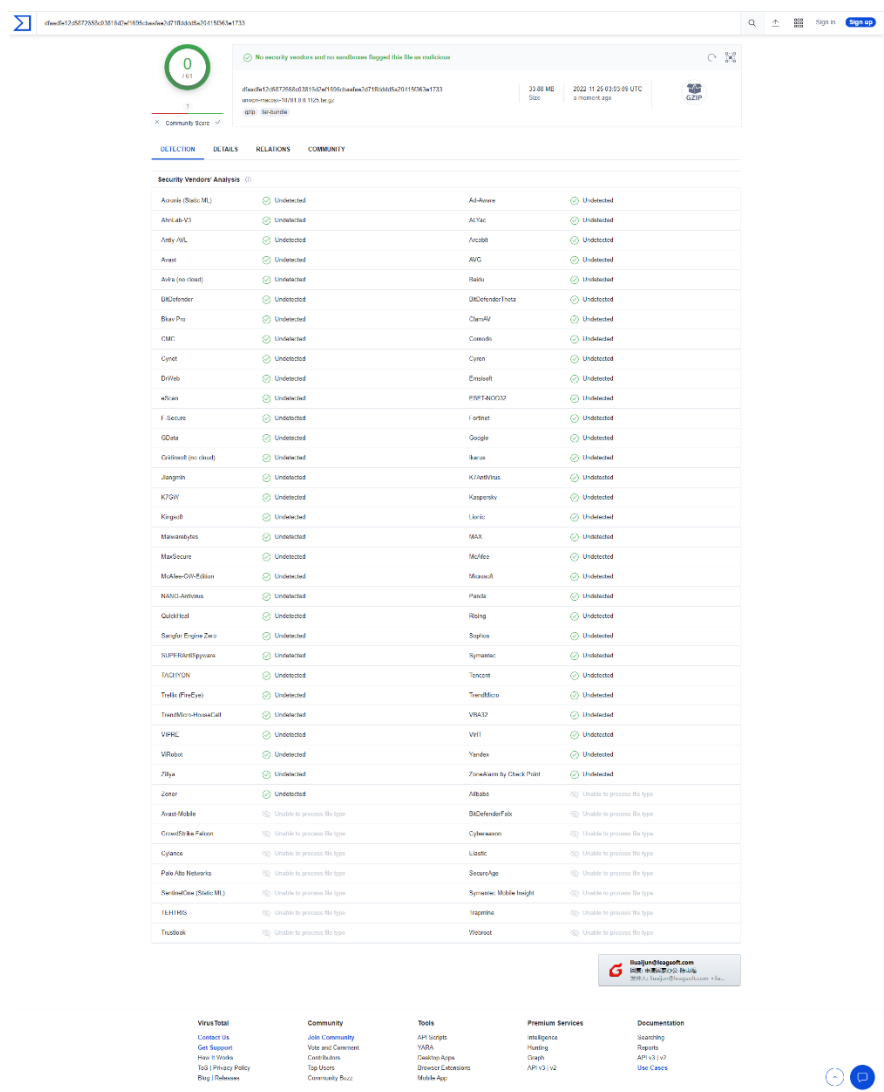 Sign in
Sign up
0
/ 61
No security vendors and no sandboxes flagged this file as malicious
33.88 MB
Size
2022-11-25 03:03:09 UTC
a moment ago
GZIP
gzip
?
Community Score
DETECTION
DETAILS
RELATIONS
COMMUNITY
Security Vendors' Analysis
Acronis (Static ML) Undetected Ad-Aware Undetected
AhnLab-V3 Undetected ALYac Undetected
Antiy-AVL Undetected Arcabit Undetected
Avast Undetected AVG Undetected
Avira (no cloud) Undetected Baidu Undetected
BitDefender Undetected BitDefenderTheta Undetected
Bkav Pro Undetected ClamAV Undetected
CMC Undetected Comodo Undetected
Cynet Undetected Cyren Undetected
DrWeb Undetected Emsisoft Undetected
eScan Undetected ESET-NOD32 Undetected
F-Secure Undetected Fortinet Undetected
GData Undetected Google Undetected
Gridinsoft (no cloud) Undetected Ikarus Undetected
Jiangmin Undetected K7AntiVirus Undetected
K7GW Undetected Kaspersky Undetected
Kingsoft Undetected Lionic Undetected
Malwarebytes Undetected MAX Undetected
MaxSecure Undetected McAfee Undetected
McAfee-GW-Edition Undetected Microsoft Undetected
NANO-Antivirus Undetected Panda Undetected
QuickHeal Undetected Rising Undetected
Sangfor Engine Zero Undetected Sophos Undetected
SUPERAntiSpyware Undetected Symantec Undetected
TACHYON Undetected Tencent Undetected
Trellix (FireEye) Undetected TrendMicro Undetected
TrendMicro-HouseCall Undetected VBA32 Undetected
VIPRE Undetected VirIT Undetected
ViRobot Undetected Yandex Undetected
Zillya Undetected ZoneAlarm by Check Point Undetected
Zoner Undetected Alibaba Unable to process file type
Avast-Mobile Unable to process file type BitDefenderFalx Unable to process file type
CrowdStrike Falcon Unable to process file type Cybereason Unable to process file type
Cylance Unable to process file type Elastic Unable to process file type
Palo Alto Networks Unable to process file type SecureAge Unable to process file type
SentinelOne (Static ML) Unable to process file type Symantec Mobile Insight Unable to process file type
TEHTRIS Unable to process file type Trapmine Unable to process file type
Trustlook Unable to process file type Webroot Unable to process file type
liuaijun@leagsoft.com
VirusTotal
Contact Us
Get Support
How It Works
ToS | Privacy Policy
Blog | Releases
Community
Join Community
Vote and Comment
Contributors
Top Users
Community Buzz
Tools
API Scripts
YARA
Desktop Apps
Browser Extensions
Mobile App
Premium Services
Intelligence
Hunting
Graph
API v3 | v2
Documentation
Searching
Reports
API v3 | v2
Use Cases